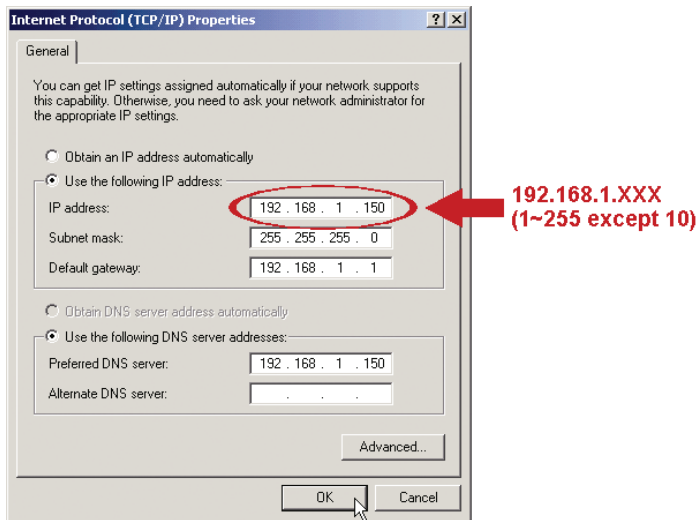 Internet Protocol (TCP/IP) Properties
General
You can get IP settings assigned automatically if your network supports
this capability. Otherwise, you need to ask your network administrator for
the appropriate IP settings.
Obtain an IP address automatically
Use the following IP address:
IP address: 192 . 168 . 1 . 150
192.168.1.XXX
(1~255 except 10)
Subnet mask: 255 . 255 . 255 . 0
Default gateway: 192 . 168 . 1 . 1
Obtain DNS server address automatically
Use the following DNS server addresses:
Preferred DNS server: 192 . 168 . 1 . 150
Alternate DNS server: . . .
Advanced...
OK Cancel